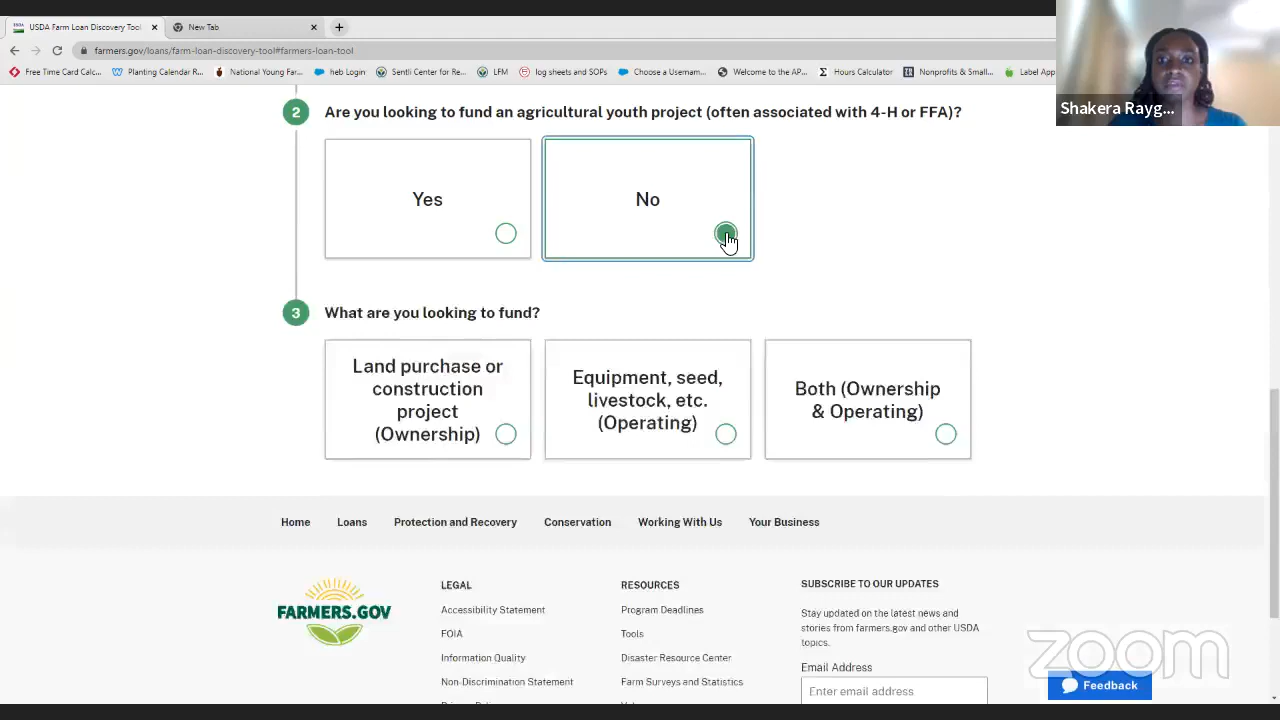 USDA Farm Loan Discovery Tool
New Tab
farmers.gov/loans/farm-loan-discovery-tool#farmers-loan-tool
Free Time Card Calc...
Planting Calendar R...
National Young Far...
heb Login
Sentli Center for Re...
LFM
log sheets and SOPs
Choose a Usernam...
Welcome to the AP...
Hours Calculator
Nonprofits & Small...
Label App
Shakera Rayg...
2
Are you looking to fund an agricultural youth project (often associated with 4-H or FFA)?
Yes
No
3
What are you looking to fund?
Land purchase or
construction
project
(Ownership)
Equipment, seed,
livestock, etc.
(Operating)
Both (Ownership
& Operating)
Home
Loans
Protection and Recovery
Conservation
Working With Us
Your Business
FARMERS.GOV
LEGAL
Accessibility Statement
FOIA
Information Quality
Non-Discrimination Statement
RESOURCES
Program Deadlines
Tools
Disaster Resource Center
Farm Surveys and Statistics
SUBSCRIBE TO OUR UPDATES
Stay updated on the latest news and
stories from farmers.gov and other USDA
topics.
Email Address
Enter email address
zoom
Feedback